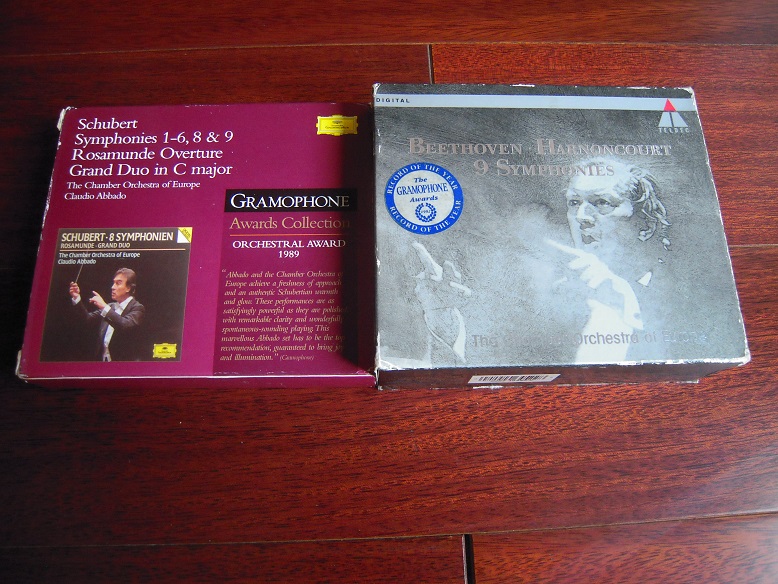 Schubert
Symphonies 1-6, 8 & 9
Rosamunde Overture
Grand Duo in C major
The Chamber Orchestra of Europe
Claudio Abbado
GRAMOPHONE
Awards Collection
ORCHESTRAL AWARD
1989
"Abbado and the Chamber Orchestra of
Europe achieve a freshness of approach
and an authentic Schubertian warmth
and glow. These performances are as
satisfyingly powerful as they are polished
with remarkable clarity and wonderfully
spontaneous-sounding playing. This
marvellous Abbado set has to be the top
recommendation, guaranteed to bring joy
and illumination." (Gramophone)
SCHUBERT · 8 SYMPHONIEN
ROSAMUNDE · GRAND DUO
The Chamber Orchestra of Europe
Claudio Abbado
DIGITAL
TELDEC
BEETHOVEN · HARNONCOURT
9 SYMPHONIES
RECORD OF THE YEAR
The
GRAMOPHONE
Awards
RECORD OF THE YEAR
The
Orchestra of